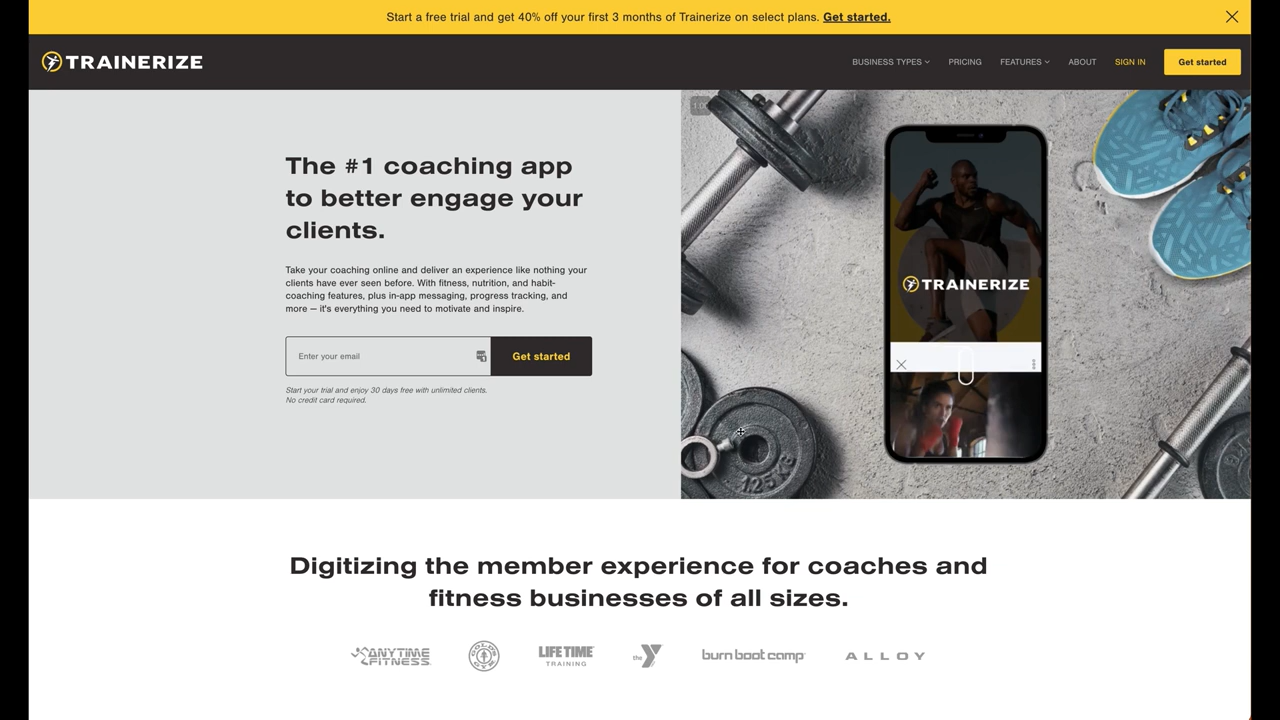 Start a free trial and get 40% off your first 3 months of Trainerize on select plans. Get started.
TRAINERIZE
BUSINESS TYPES
PRICING
FEATURES
ABOUT
SIGN IN
Get started
The #1 coaching app
to better engage your
clients.
Take your coaching online and deliver an experience like nothing your
clients have ever seen before. With fitness, nutrition, and habit-
coaching features, plus in-app messaging, progress tracking, and
more — it's everything you need to motivate and inspire.
Enter your email
Get started
Start your trial and enjoy 30 days free with unlimited clients.
No credit card required.
TRAINERIZE
Digitizing the member experience for coaches and
fitness businesses of all sizes.
ANYTIME
FITNESS
GOLD'S GYM
LIFE TIME
TRAINING
the Y
burn boot camp
ALLOY